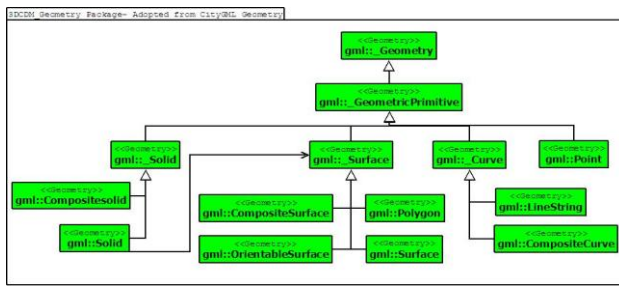 3DCDM_Geometry Package- Adopted from CityGML Geometry
<<Geometry>>
gml::_Geometry
<<Geometry>>
gml::_GeometricPrimitive
<<Geometry>>
gml::_Solid
<<Geometry>>
gml::_Surface
<<Geometry>>
gml::_Curve
<<Geometry>>
gml::Point
<<Geometry>>
gml::Compositesolid
<<Geometry>>
gml::Solid
<<Geometry>>
gml::CompositeSurface
<<Geometry>>
gml::Polygon
<<Geometry>>
gml::OrientableSurface
<<Geometry>>
gml::Surface
<<Geometry>>
gml::LineString
<<Geometry>>
gml::CompositeCurve